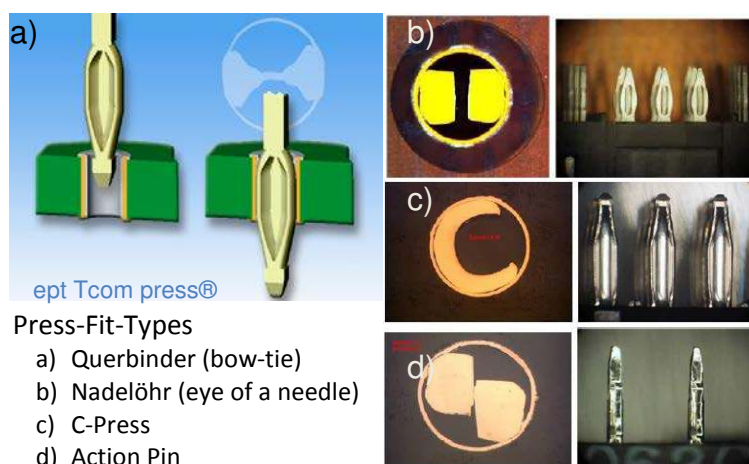 a)
b)
c)
d)
ept Tcom press®
Press-Fit-Types
a) Querbinder (bow-tie)
b) Nadelöhr (eye of a needle)
c) C-Press
d) Action Pin